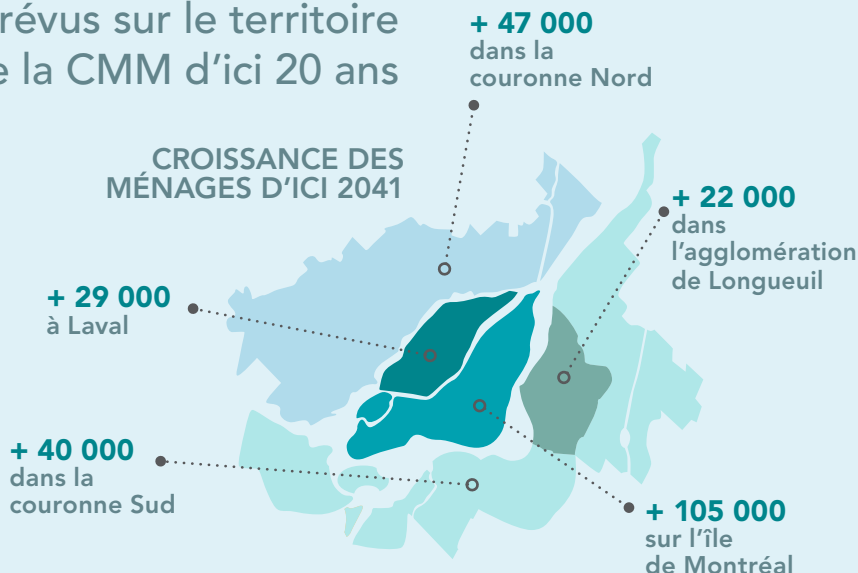 révus sur le territoire
la CMM d'ici 20 ans
CROISSANCE DES
MÉNAGES D'ICI 2041
+ 47 000
dans la
couronne Nord
+ 22 000
dans
l'agglomération
de Longueuil
+ 29 000
à Laval
+ 40 000
dans la
couronne Sud
+ 105 000
sur l'île
de Montréal